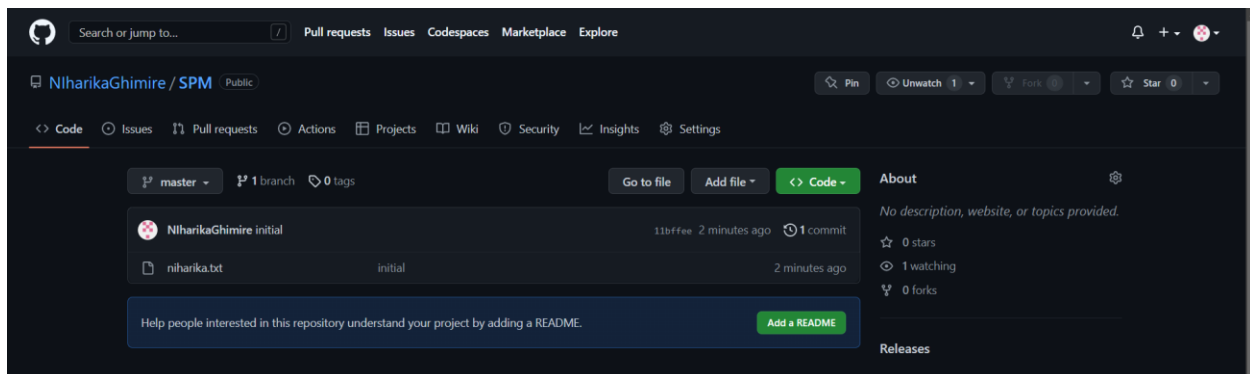 Search or jump to... / Pull requests Issues Codespaces Marketplace Explore
NIharikaGhimire / SPM Public Pin Unwatch 1 Fork 0 Star 0
Code Issues Pull requests Actions Projects Wiki Security Insights Settings
master 1 branch 0 tags Go to file Add file Code
NIharikaGhimire initial 11bffee 2 minutes ago 1 commit
niharika.txt initial 2 minutes ago
Help people interested in this repository understand your project by adding a README. Add a README
About
No description, website, or topics provided.
0 stars
1 watching
0 forks
Releases